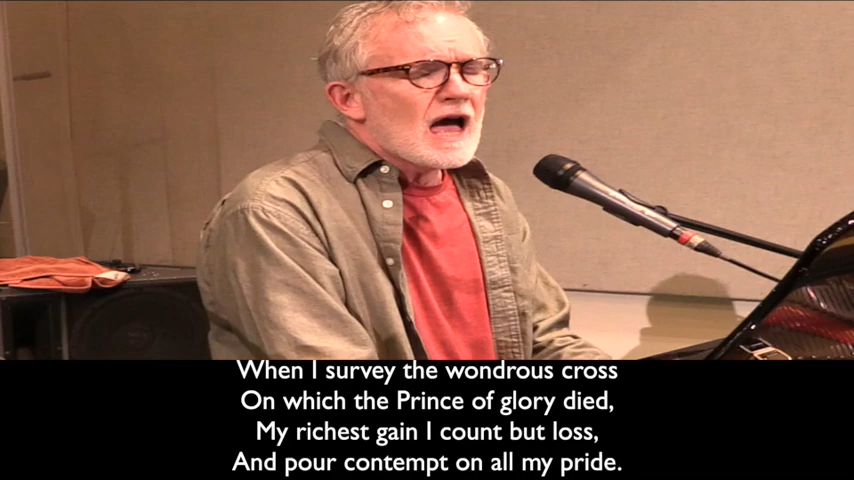 When I survey the wondrous cross
On which the Prince of glory died,
My richest gain I count but loss,
And pour contempt on all my pride.